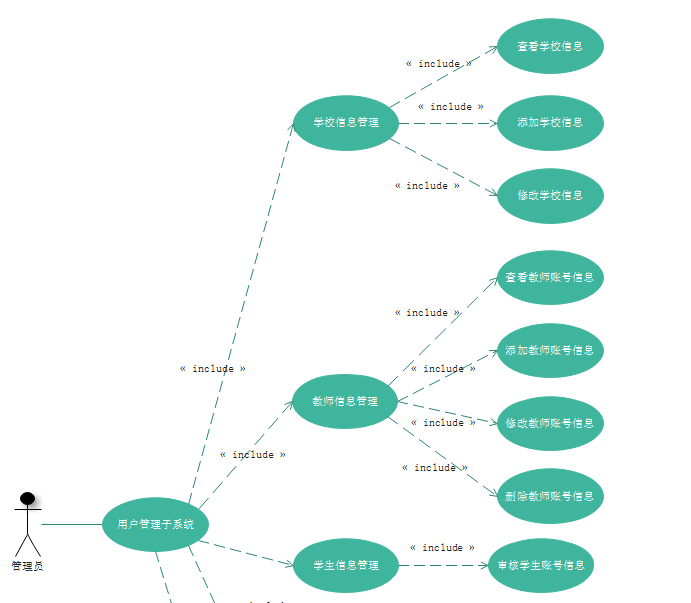 查看学校信息
« include »
« include »
学校信息管理
添加学校信息
« include »
修改学校信息
查看教师账号信息
« include »
添加教师账号信息
« include »
« include »
教师信息管理
« include »
修改教师账号信息
« include »
« include »
删除教师账号信息
用户管理子系统
« include »
管理员
学生信息管理
审核学生账号信息